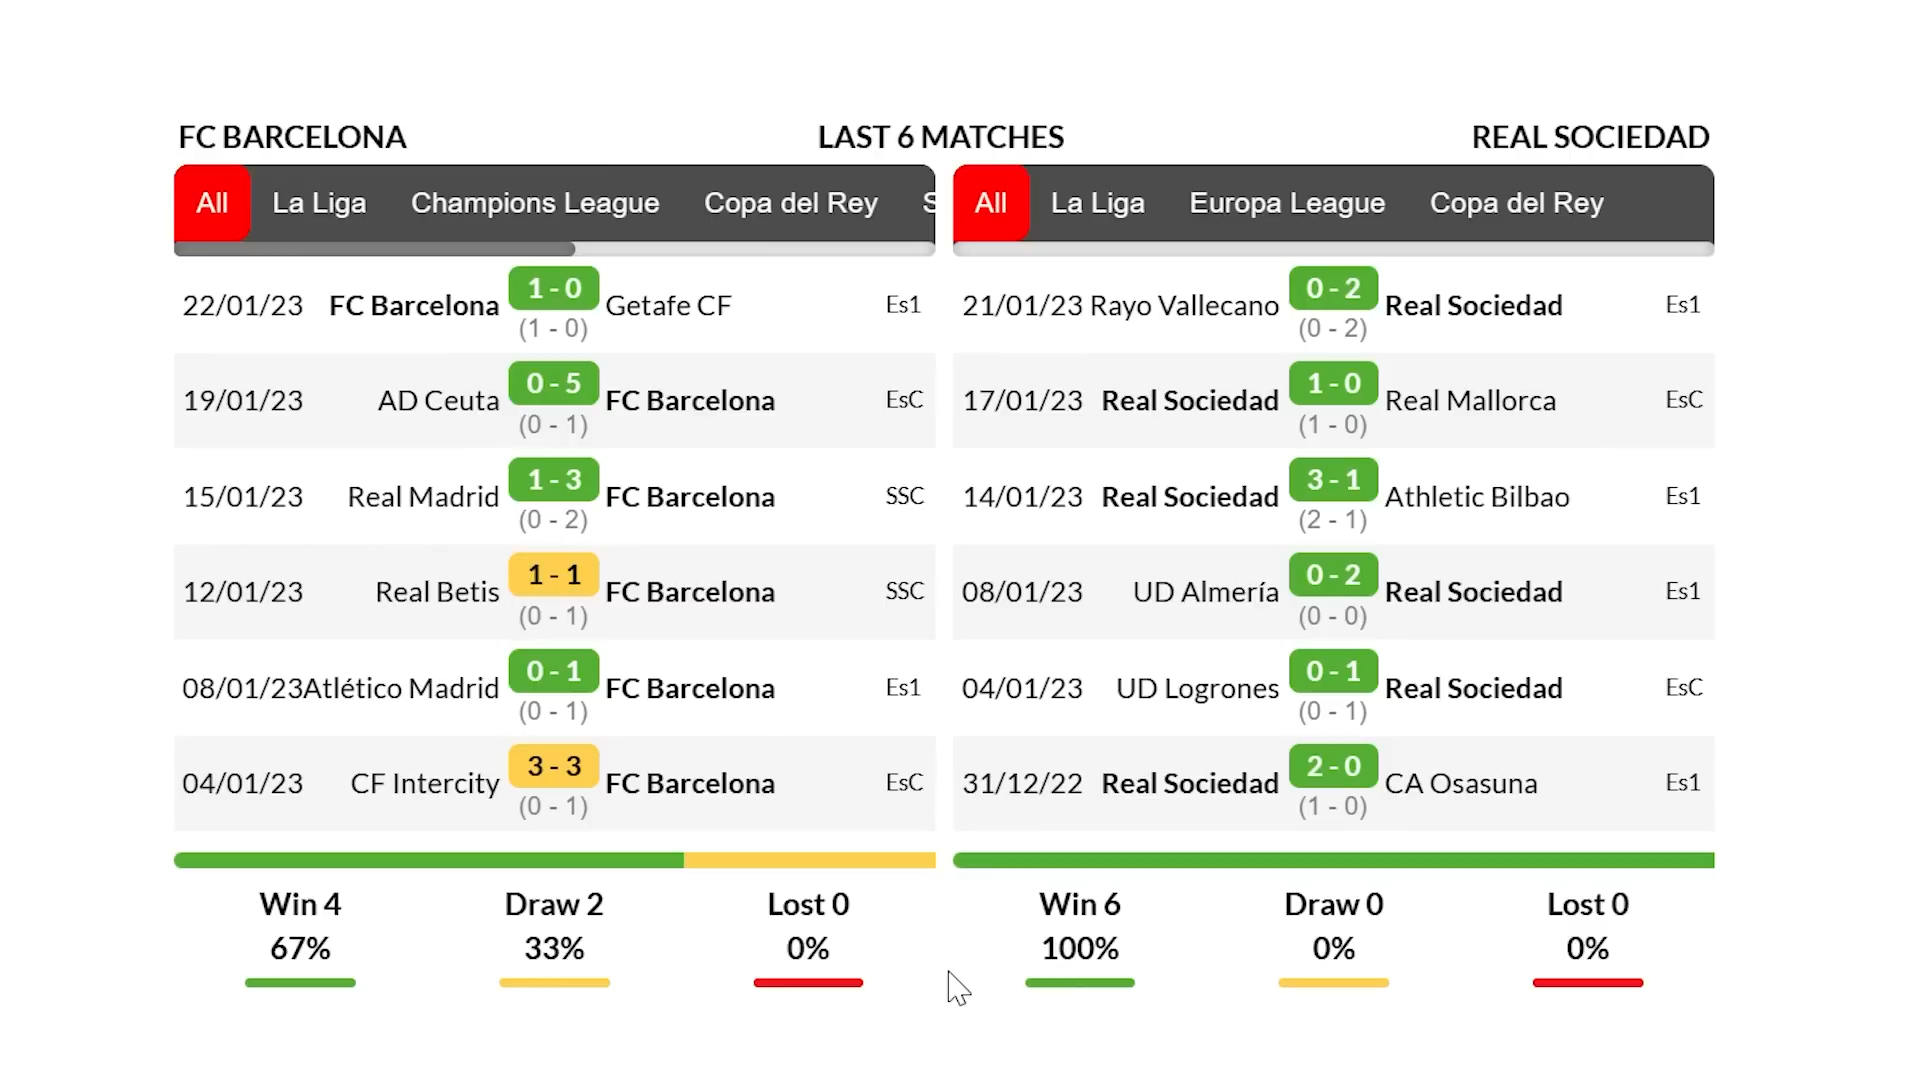 FC BARCELONA LAST 6 MATCHES REAL SOCIEDAD
All La Liga Champions League Copa del Rey
22/01/23 FC Barcelona 1 - 0 Getafe CF Es1
(1 - 0)
19/01/23 AD Ceuta 0 - 5 FC Barcelona EsC
(0 - 1)
15/01/23 Real Madrid 1 - 3 FC Barcelona SSC
(0 - 2)
12/01/23 Real Betis 1 - 1 FC Barcelona SSC
(0 - 1)
08/01/23 Atlético Madrid 0 - 1 FC Barcelona Es1
(0 - 1)
04/01/23 CF Intercity 3 - 3 FC Barcelona EsC
(0 - 1)
Win 4 Draw 2 Lost 0
67% 33% 0%
All La Liga Europa League Copa del Rey
21/01/23 Rayo Vallecano 0 - 2 Real Sociedad Es1
(0 - 2)
17/01/23 Real Sociedad 1 - 0 Real Mallorca EsC
(1 - 0)
14/01/23 Real Sociedad 3 - 1 Athletic Bilbao Es1
(2 - 1)
08/01/23 UD Almería 0 - 2 Real Sociedad Es1
(0 - 0)
04/01/23 UD Logrones 0 - 1 Real Sociedad EsC
(0 - 1)
31/12/22 Real Sociedad 2 - 0 CA Osasuna Es1
(1 - 0)
Win 6 Draw 0 Lost 0
100% 0% 0%